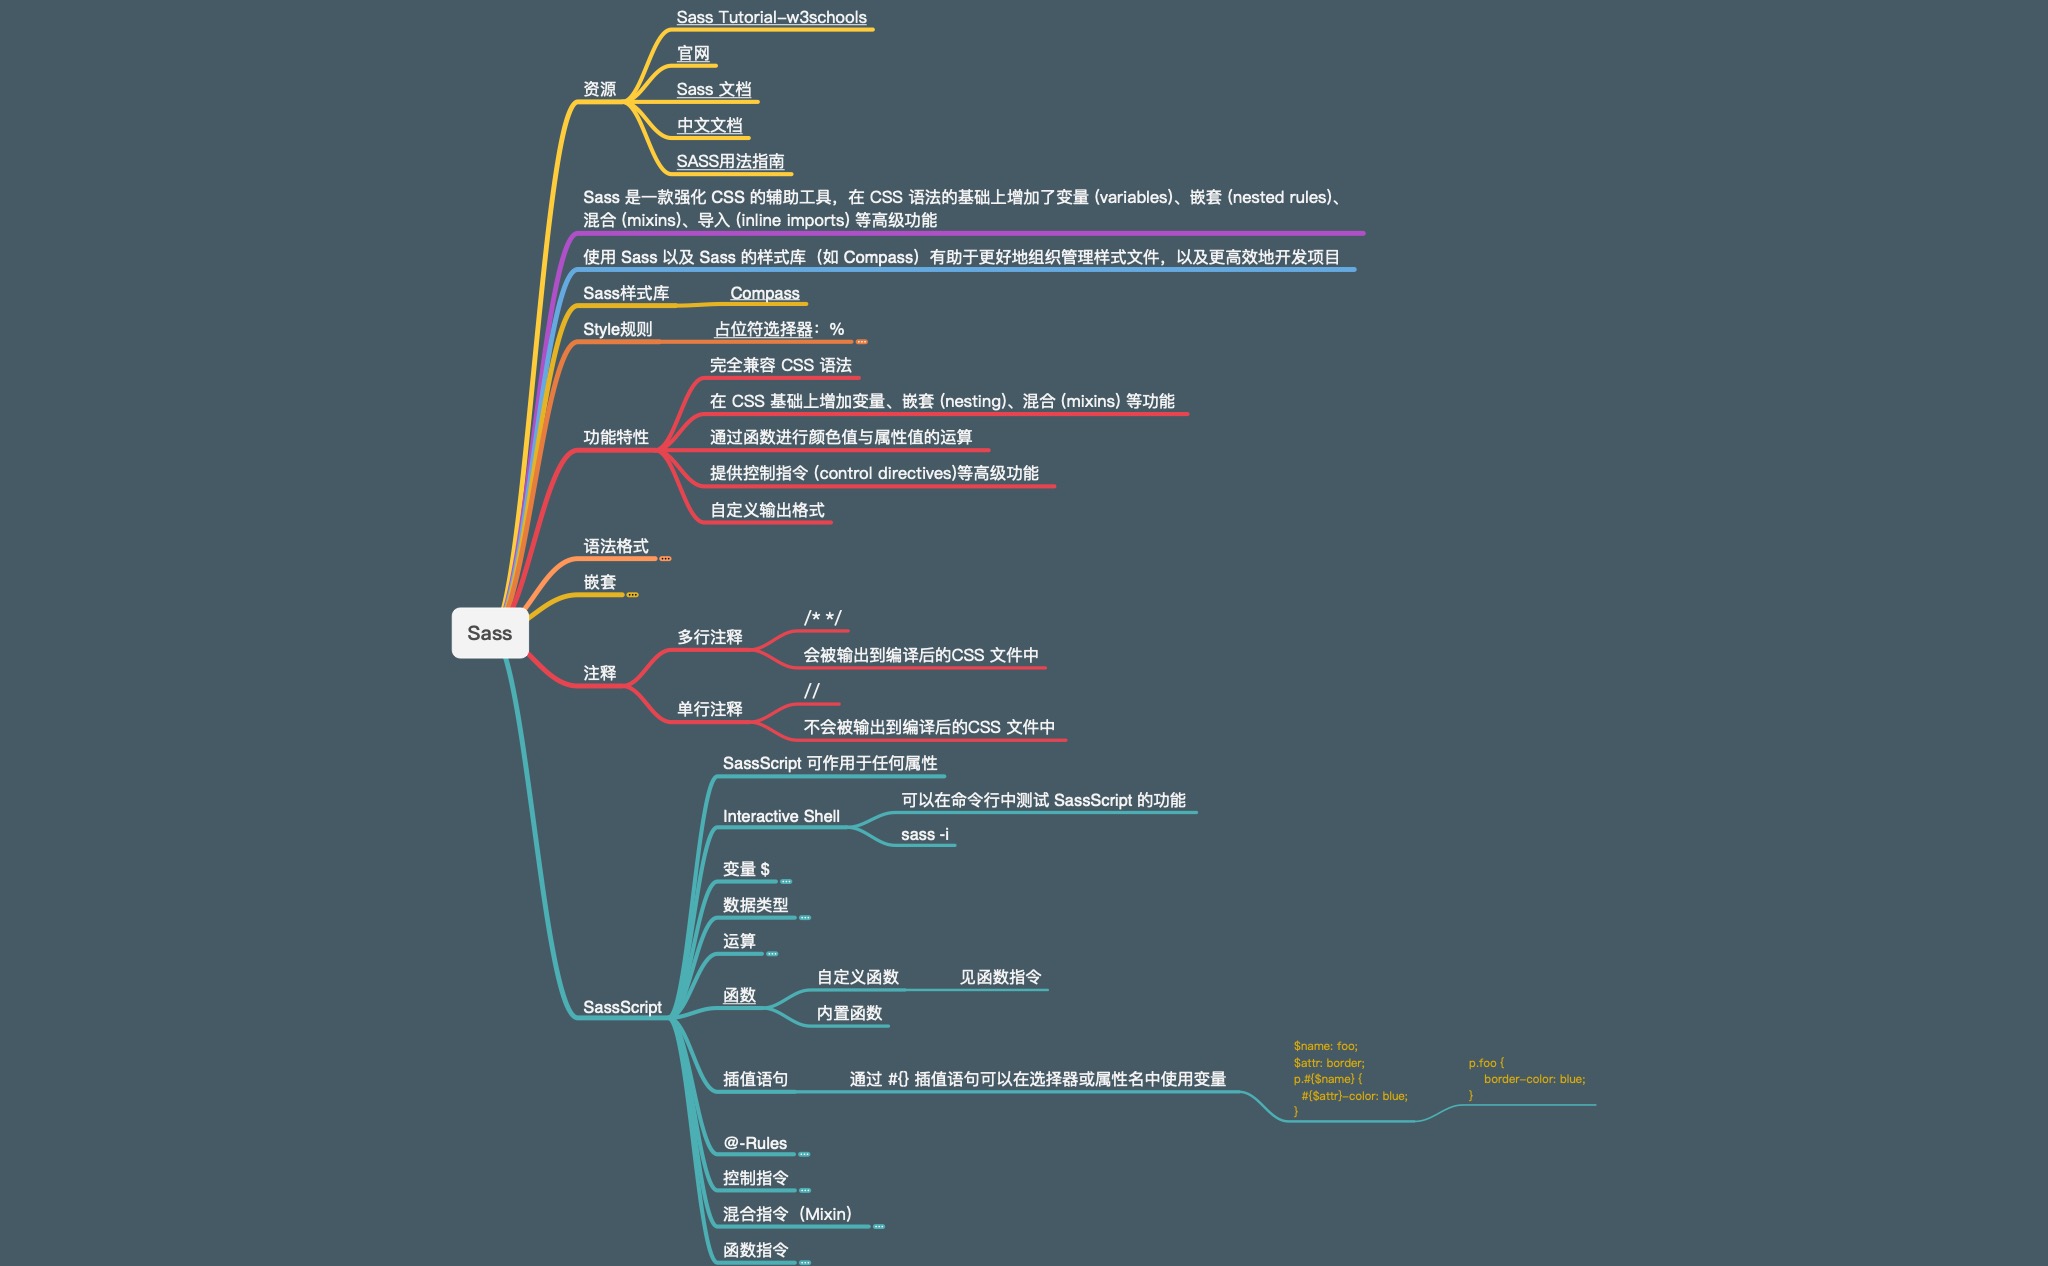 Sass Tutorial-w3schools
官网
资源
Sass 文档
中文文档
SASS用法指南
Sass 是一款强化 CSS 的辅助工具，在 CSS 语法的基础上增加了变量 (variables)、嵌套 (nested rules)、
混合 (mixins)、导入 (inline imports) 等高级功能
使用 Sass 以及 Sass 的样式库（如 Compass）有助于更好地组织管理样式文件，以及更高效地开发项目
Sass样式库
Compass
Style规则
占位符选择器：%
完全兼容 CSS 语法
在 CSS 基础上增加变量、嵌套 (nesting)、混合 (mixins) 等功能
功能特性
通过函数进行颜色值与属性值的运算
提供控制指令 (control directives)等高级功能
自定义输出格式
语法格式
嵌套
Sass
注释
多行注释
/* */
会被输出到编译后的CSS 文件中
单行注释
//
不会被输出到编译后的CSS 文件中
SassScript
SassScript 可作用于任何属性
Interactive Shell
可以在命令行中测试 SassScript 的功能
sass -i
变量 $
数据类型
运算
函数
自定义函数
见函数指令
内置函数
插值语句
通过 #{} 插值语句可以在选择器或属性名中使用变量
$name: foo;
$attr: border;
p.#{$name} {
#{$attr}-color: blue;
}
p.foo {
border-color: blue;
}
@-Rules
控制指令
混合指令（Mixin）
函数指令